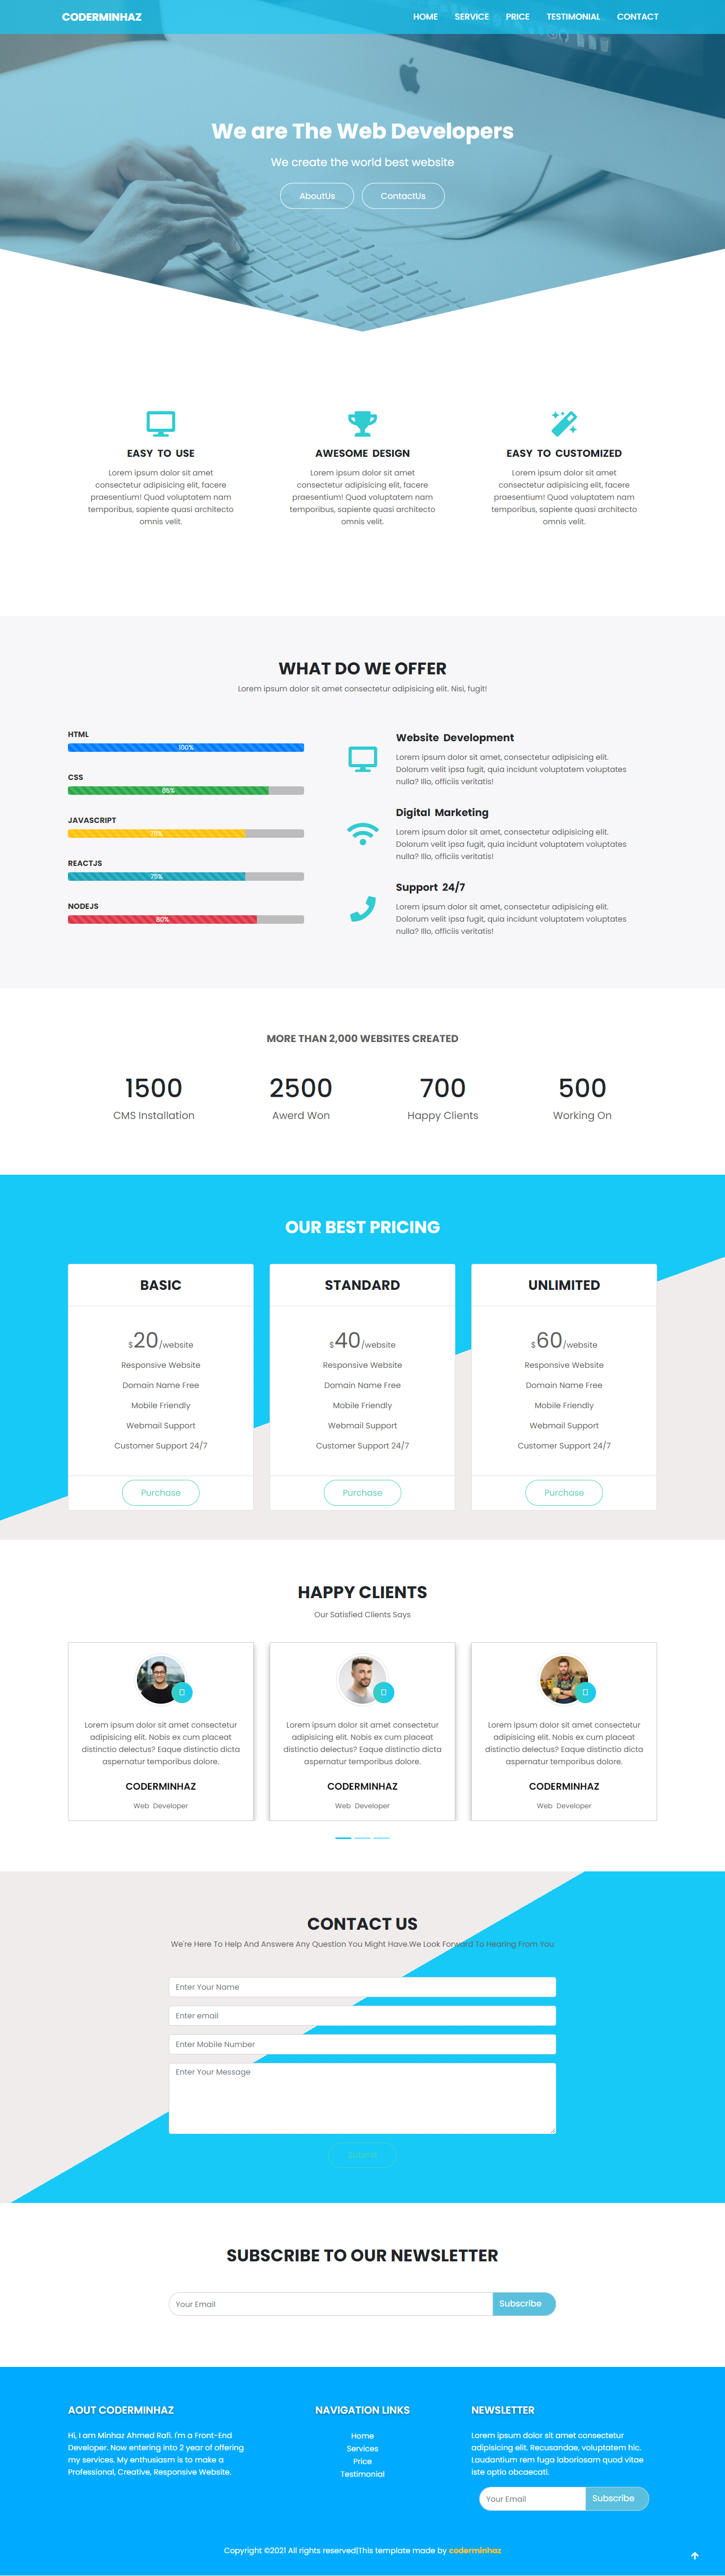 CODERMINHAZ
HOME SERVICE PRICE TESTIMONIAL CONTACT
We are The Web Developers
We create the world best website
AboutUs ContactUs
EASY TO USE
Lorem ipsum dolor sit amet
consectetur adipisicing elit, facere
praesentium! Quod voluptatem nam
temporibus, sapiente quasi architecto
omnis velit.
AWESOME DESIGN
Lorem ipsum dolor sit amet
consectetur adipisicing elit, facere
praesentium! Quod voluptatem nam
temporibus, sapiente quasi architecto
omnis velit.
EASY TO CUSTOMIZED
Lorem ipsum dolor sit amet
consectetur adipisicing elit, facere
praesentium! Quod voluptatem nam
temporibus, sapiente quasi architecto
omnis velit.
WHAT DO WE OFFER
Lorem ipsum dolor sit amet consectetur adipisicing elit. Nisi, fugit!
HTML
100%
CSS
85%
JAVASCRIPT
75%
REACTJS
75%
NODEJS
80%
Website Development
Lorem ipsum dolor sit amet, consectetur adipisicing elit.
Dolorum velit ipsa fugit, quia incidunt voluptatem voluptates
nulla? Illo, officiis veritatis!
Digital Marketing
Lorem ipsum dolor sit amet, consectetur adipisicing elit.
Dolorum velit ipsa fugit, quia incidunt voluptatem voluptates
nulla? Illo, officiis veritatis!
Support 24/7
Lorem ipsum dolor sit amet, consectetur adipisicing elit.
Dolorum velit ipsa fugit, quia incidunt voluptatem voluptates
nulla? Illo, officiis veritatis!
MORE THAN 2,000 WEBSITES CREATED
1500
CMS Installation
2500
Awerd Won
700
Happy Clients
500
Working On
OUR BEST PRICING
BASIC
$20/website
Responsive Website
Domain Name Free
Mobile Friendly
Webmail Support
Customer Support 24/7
Purchase
STANDARD
$40/website
Responsive Website
Domain Name Free
Mobile Friendly
Webmail Support
Customer Support 24/7
Purchase
UNLIMITED
$60/website
Responsive Website
Domain Name Free
Mobile Friendly
Webmail Support
Customer Support 24/7
Purchase
HAPPY CLIENTS
Our Satisfied Clients Says
Lorem ipsum dolor sit amet consectetur
adipisicing elit. Nobis ex cum placeat
distinctio delectus? Eaque distinctio dicta
aspernatur temporibus dolore.
CODERMINHAZ
Web Developer
Lorem ipsum dolor sit amet consectetur
adipisicing elit. Nobis ex cum placeat
distinctio delectus? Eaque distinctio dicta
aspernatur temporibus dolore.
CODERMINHAZ
Web Developer
Lorem ipsum dolor sit amet consectetur
adipisicing elit. Nobis ex cum placeat
distinctio delectus? Eaque distinctio dicta
aspernatur temporibus dolore.
CODERMINHAZ
Web Developer
CONTACT US
We're Here To Help And Answere Any Question You Might Have.We Look Forward To Hearing From You
Enter Your Name
Enter email
Enter Mobile Number
Enter Your Message
Submit
SUBSCRIBE TO OUR NEWSLETTER
Your Email
Subscribe
AOUT CODERMINHAZ
Hi, I am Minhaz Ahmed Rafi. I'm a Front-End
Developer. Now entering into 2 year of offering
my services. My enthusiasm is to make a
Professional, Creative, Responsive Website.
NAVIGATION LINKS
Home
Services
Price
Testimonial
NEWSLETTER
Lorem ipsum dolor sit amet consectetur
adipisicing elit. Recusandae, voluptatem hic.
Laudantium rem fuga laboriosam quod vitae
iste optio obcaecati.
Your Email
Subscribe
Copyright ©2021 All rights reserved|This template made by coderminhaz